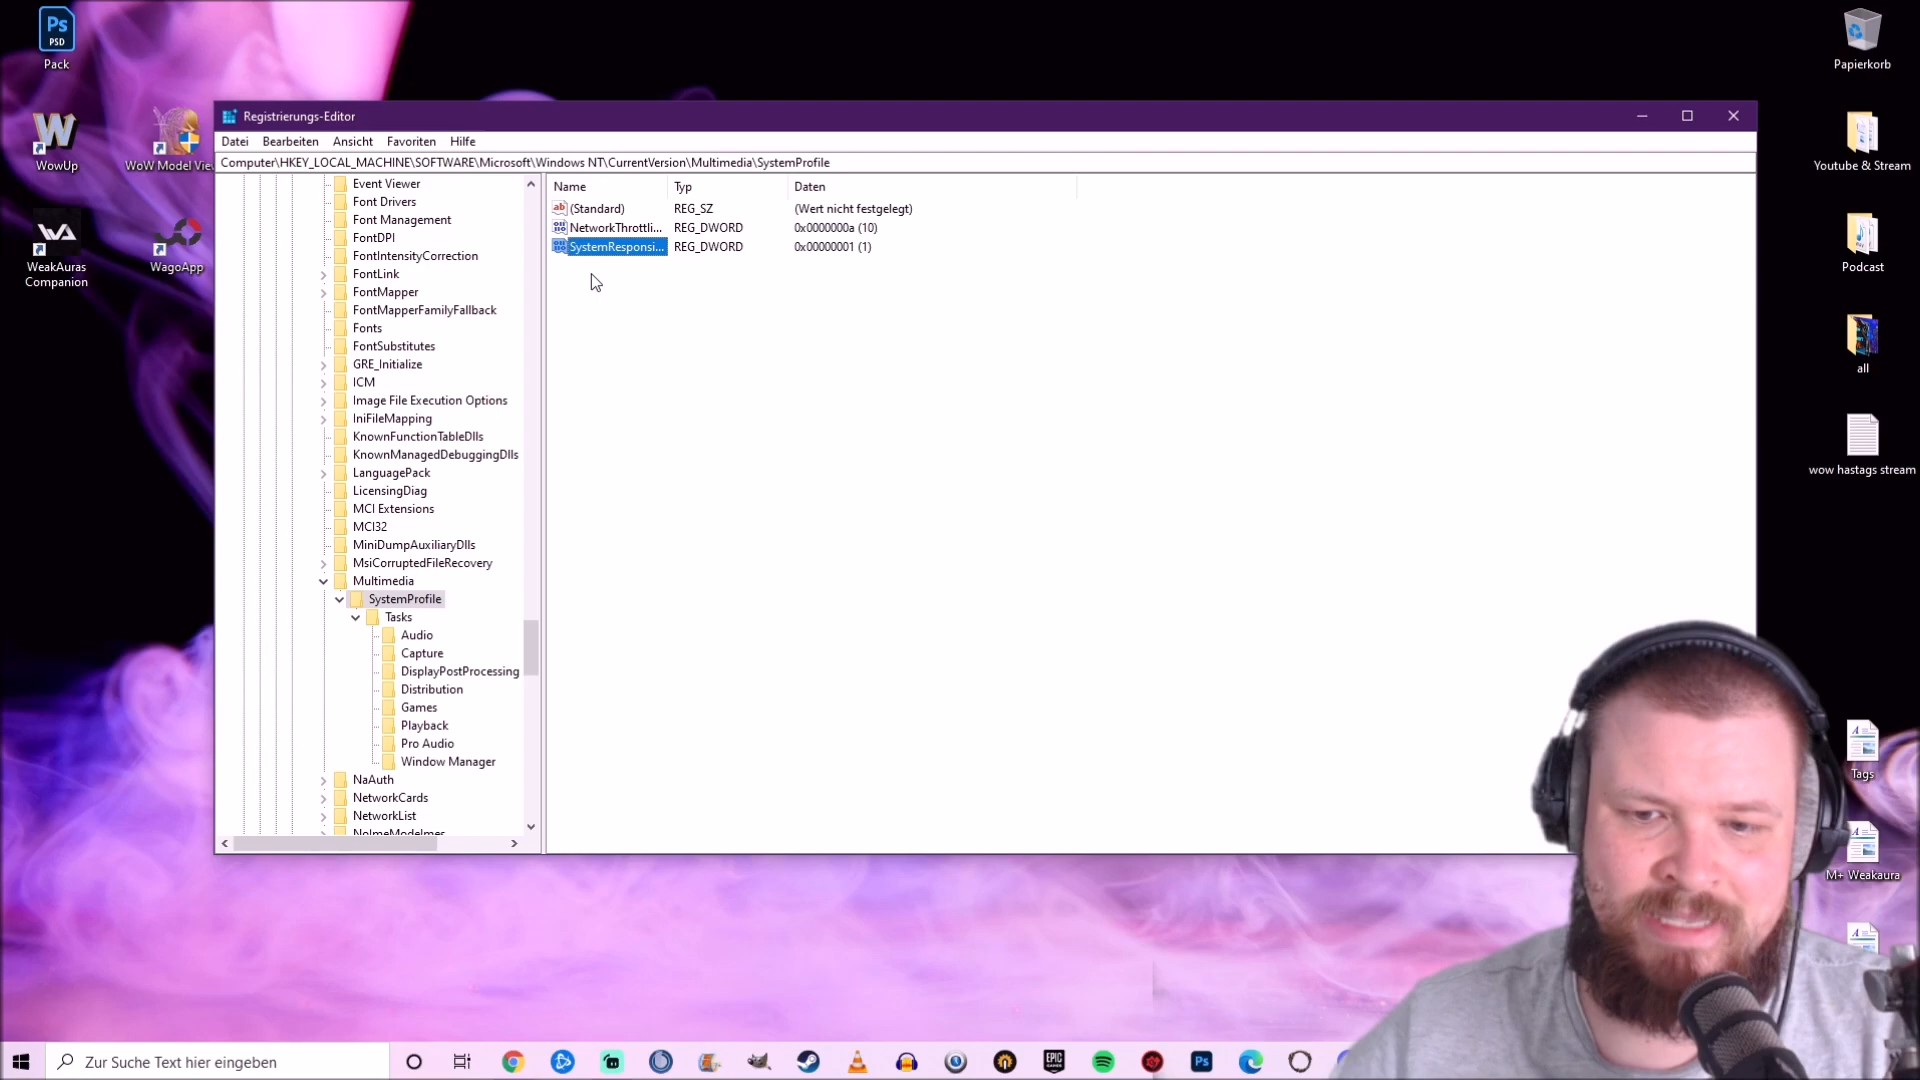 Ps
PSD
Pack
Papierkorb
W
WowUp
WoW Model Vie
Youtube & Stream
WeakAuras
Companion
WagoApp
Podcast
all
wow hastags stream
Tags
M+ Weakaura
Registrierungs-Editor
Datei Bearbeiten Ansicht Favoriten Hilfe
Computer\HKEY_LOCAL_MACHINE\SOFTWARE\Microsoft\Windows NT\CurrentVersion\Multimedia\SystemProfile
Event Viewer
Font Drivers
Font Management
FontDPI
FontIntensityCorrection
FontLink
FontMapper
FontMapperFamilyFallback
Fonts
FontSubstitutes
GRE_Initialize
ICM
Image File Execution Options
IniFileMapping
KnownFunctionTableDlls
KnownManagedDebuggingDlls
LanguagePack
LicensingDiag
MCI Extensions
MCI32
MiniDumpAuxiliaryDlls
MsiCorruptedFileRecovery
Multimedia
SystemProfile
Tasks
Audio
Capture
DisplayPostProcessing
Distribution
Games
Playback
Pro Audio
Window Manager
NaAuth
NetworkCards
NetworkList
Name Typ Daten
(Standard) REG_SZ (Wert nicht festgelegt)
NetworkThrottli... REG_DWORD 0x0000000a (10)
SystemResponsi... REG_DWORD 0x00000001 (1)
Zur Suche Text hier eingeben
EPIC
GAMES
Ps